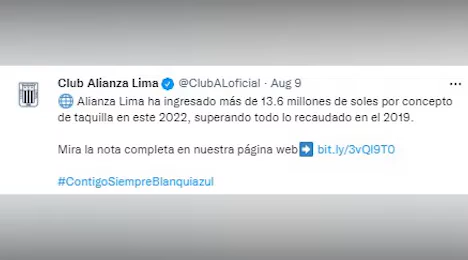 Club Alianza Lima @ClubALoficial · Aug 9
Alianza Lima ha ingresado más de 13.6 millones de soles por concepto
de taquilla en este 2022, superando todo lo recaudado en el 2019.
Mira la nota completa en nuestra página web➡ bit.ly/3vQl9T0
#ContigoSiempreBlanquiazul